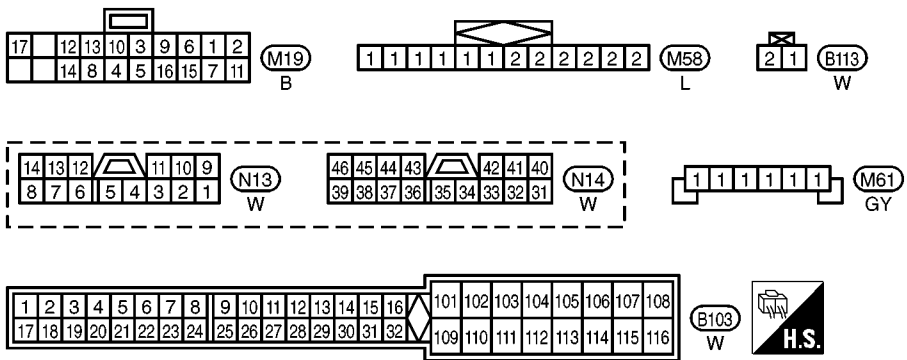 17 12 13 10 3 9 6 1 2
14 8 4 5 16 15 7 11
M19
B
1 1 1 1 1 1 2 2 2 2 2 2
M58
L
2 1
B113
W
14 13 12 11 10 9
8 7 6 5 4 3 2 1
N13
W
46 45 44 43 42 41 40
39 38 37 36 35 34 33 32 31
N14
W
1 1 1 1 1 1
M61
GY
1 2 3 4 5 6 7 8 9 10 11 12 13 14 15 16 101 102 103 104 105 106 107 108
17 18 19 20 21 22 23 24 25 26 27 28 29 30 31 32 109 110 111 112 113 114 115 116
B103
W
H.S.